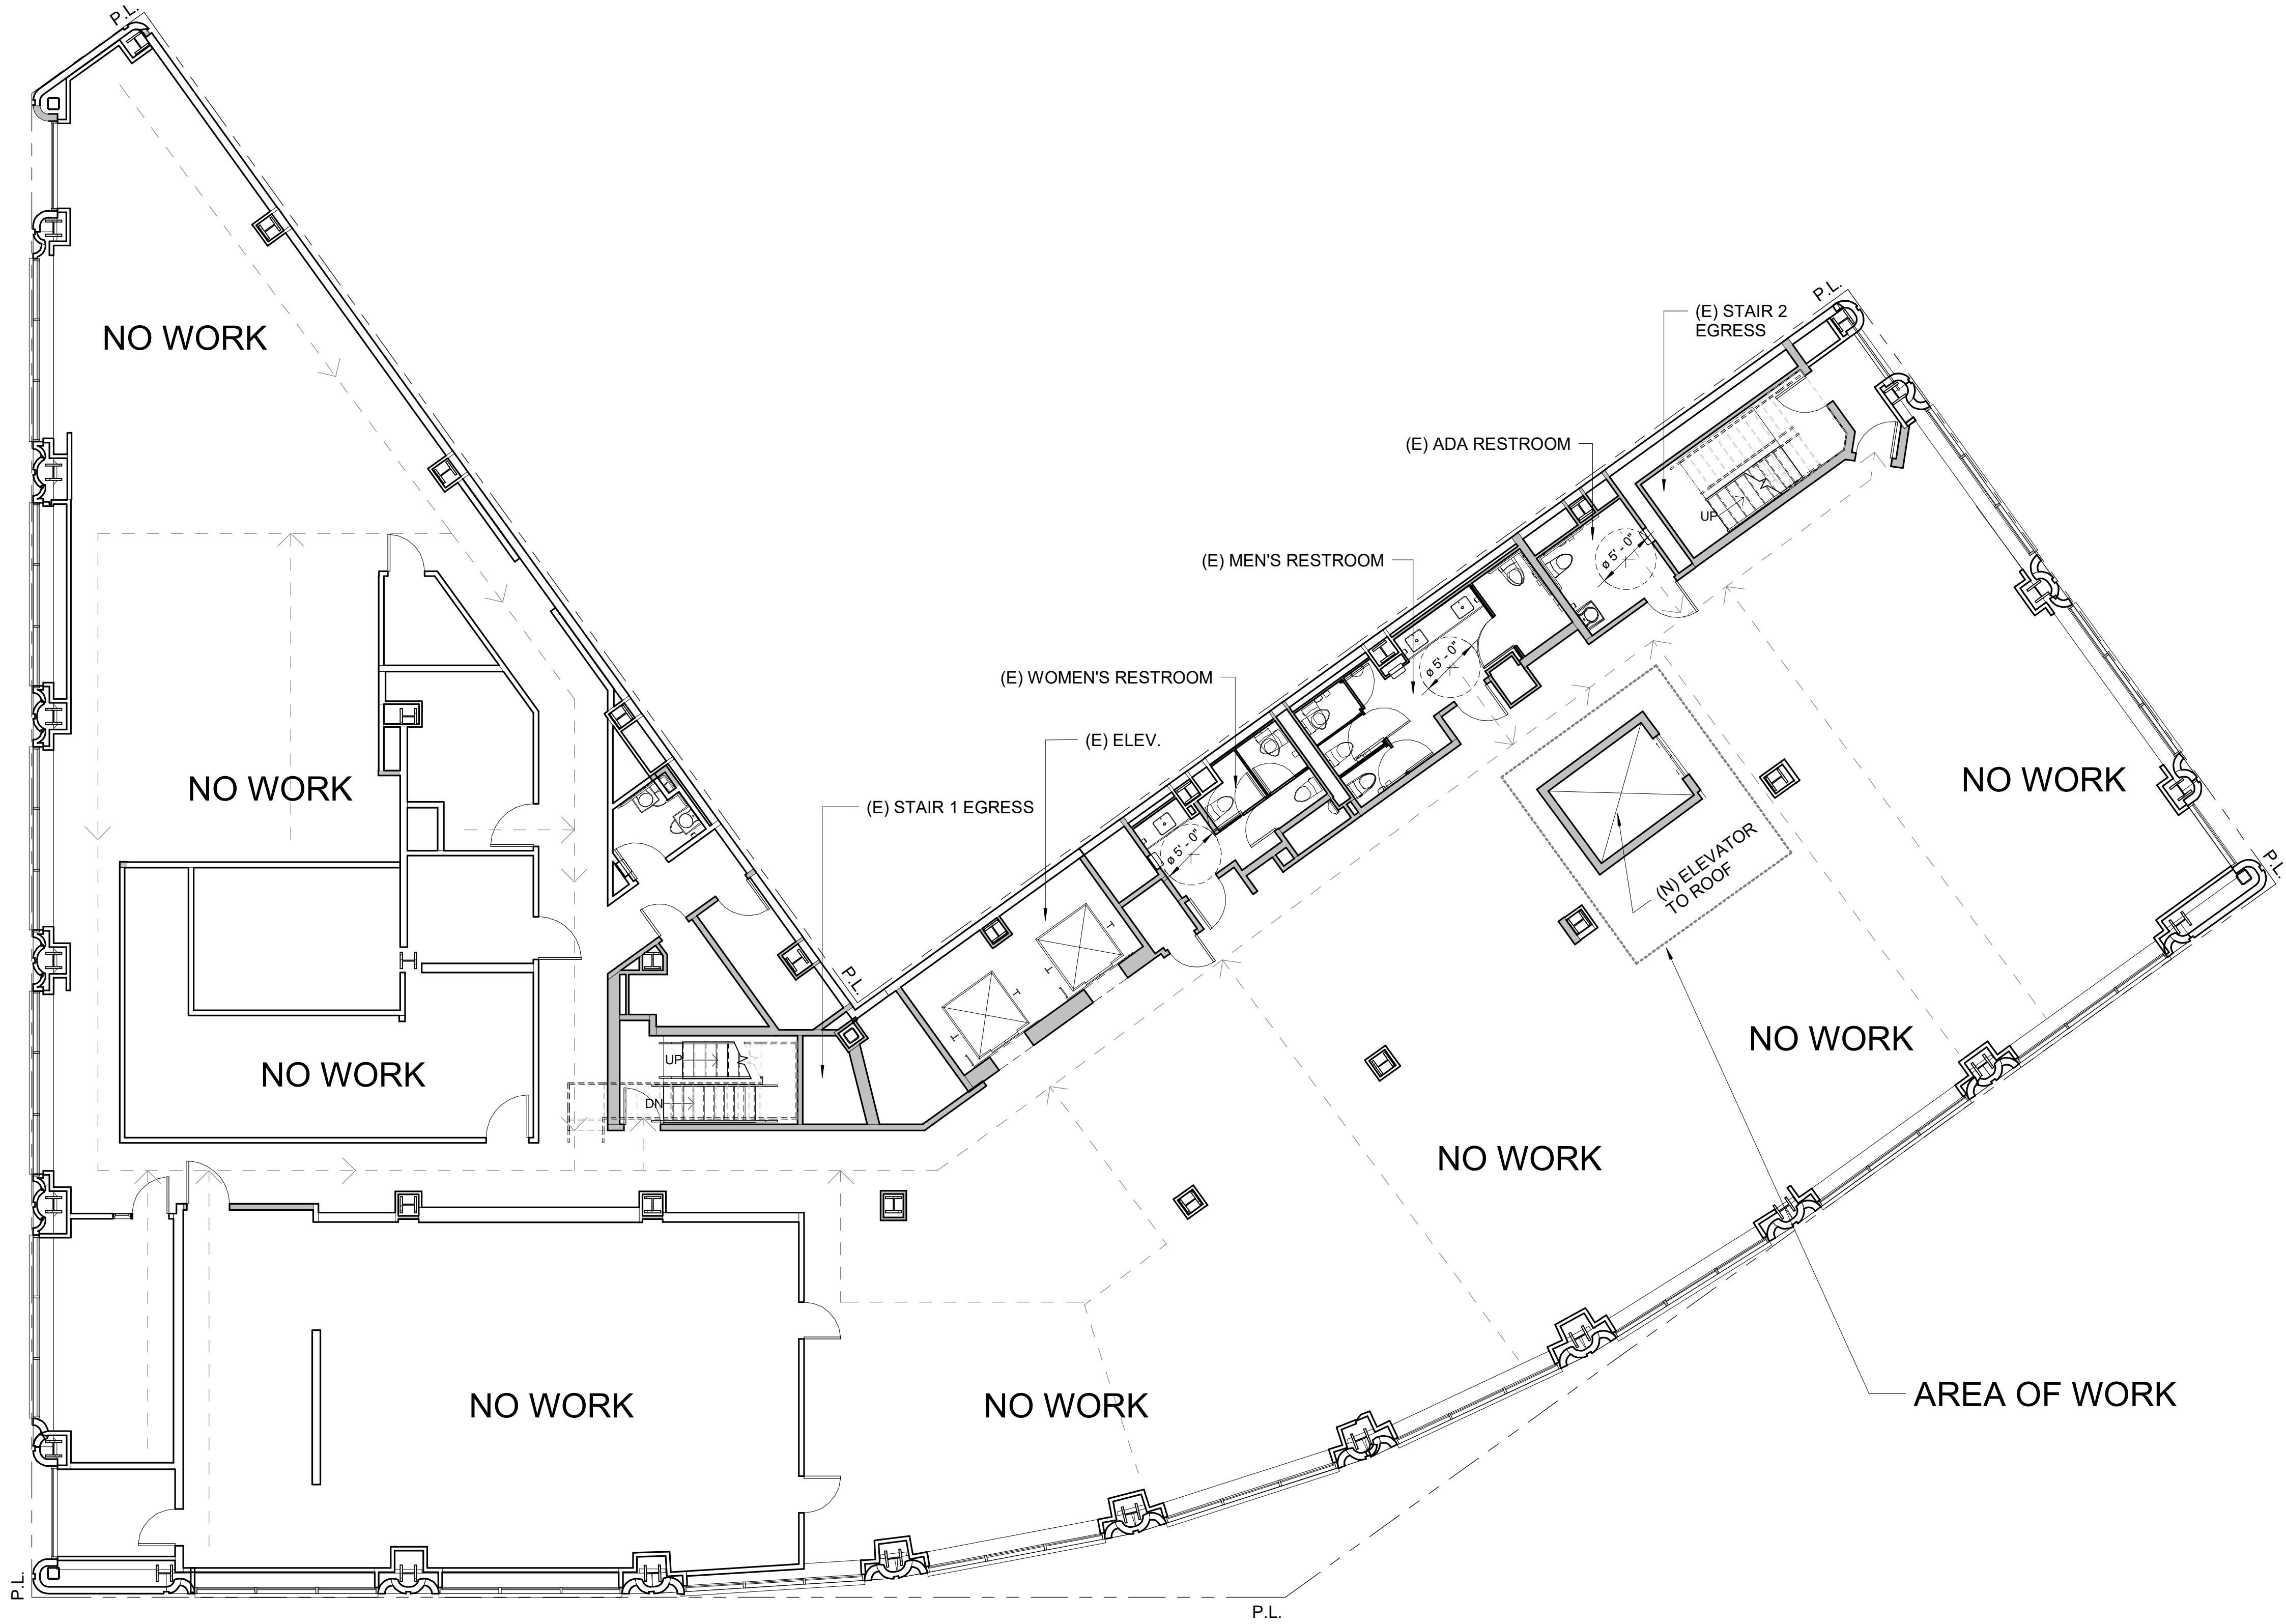 P.L.
P.L.
(E) STAIR 2
EGRESS
NO WORK
(E) ADA RESTROOM
UP
ø 5' - 0"
(E) MEN'S RESTROOM
ø 5' - 0"
(E) WOMEN'S RESTROOM
(E) ELEV.
NO WORK
NO WORK
(E) STAIR 1 EGRESS
ø 5' - 0"
(N) ELEVATOR
TO ROOF
P.L.
T
T
T
T
P.L.
NO WORK
UP
NO WORK
DN
NO WORK
AREA OF WORK
NO WORK
NO WORK
P.L.
P.L.